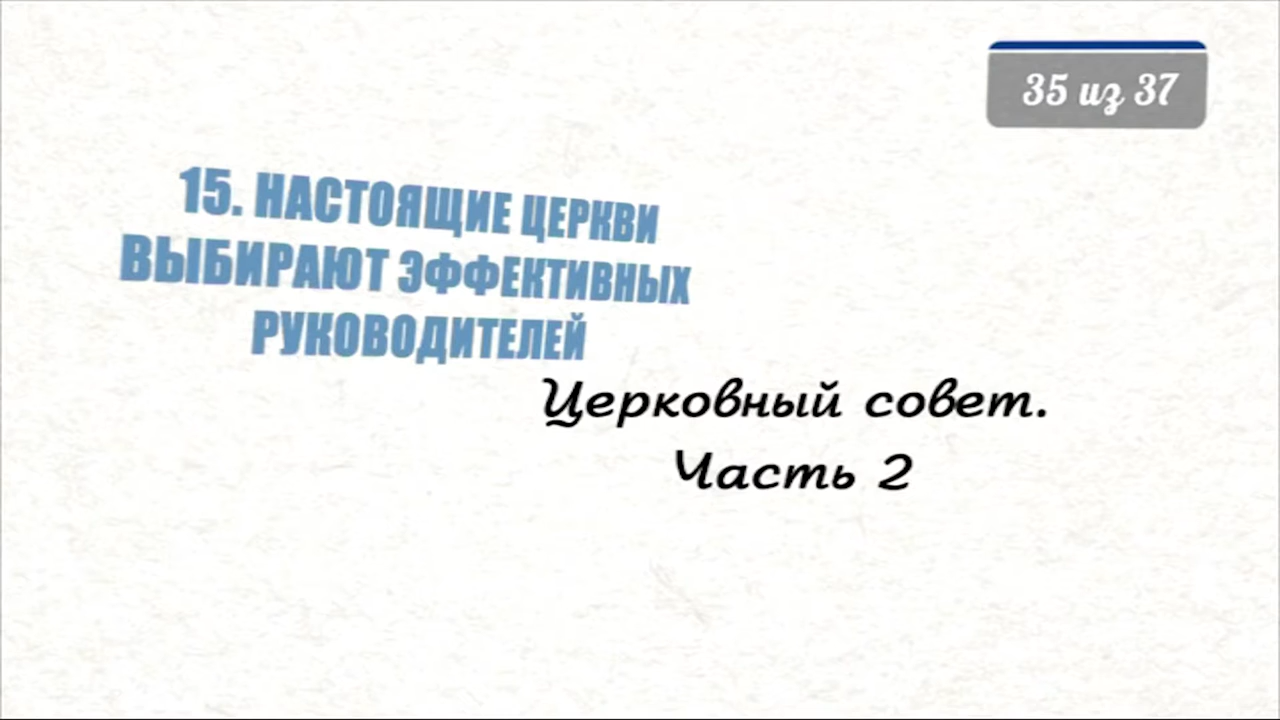 35 из 37
15. НАСТОЯЩИЕ ЦЕРКВИ
ВЫБИРАЮТ ЭФФЕКТИВНЫХ
РУКОВОДИТЕЛЕЙ
Церковный совет.
Часть 2